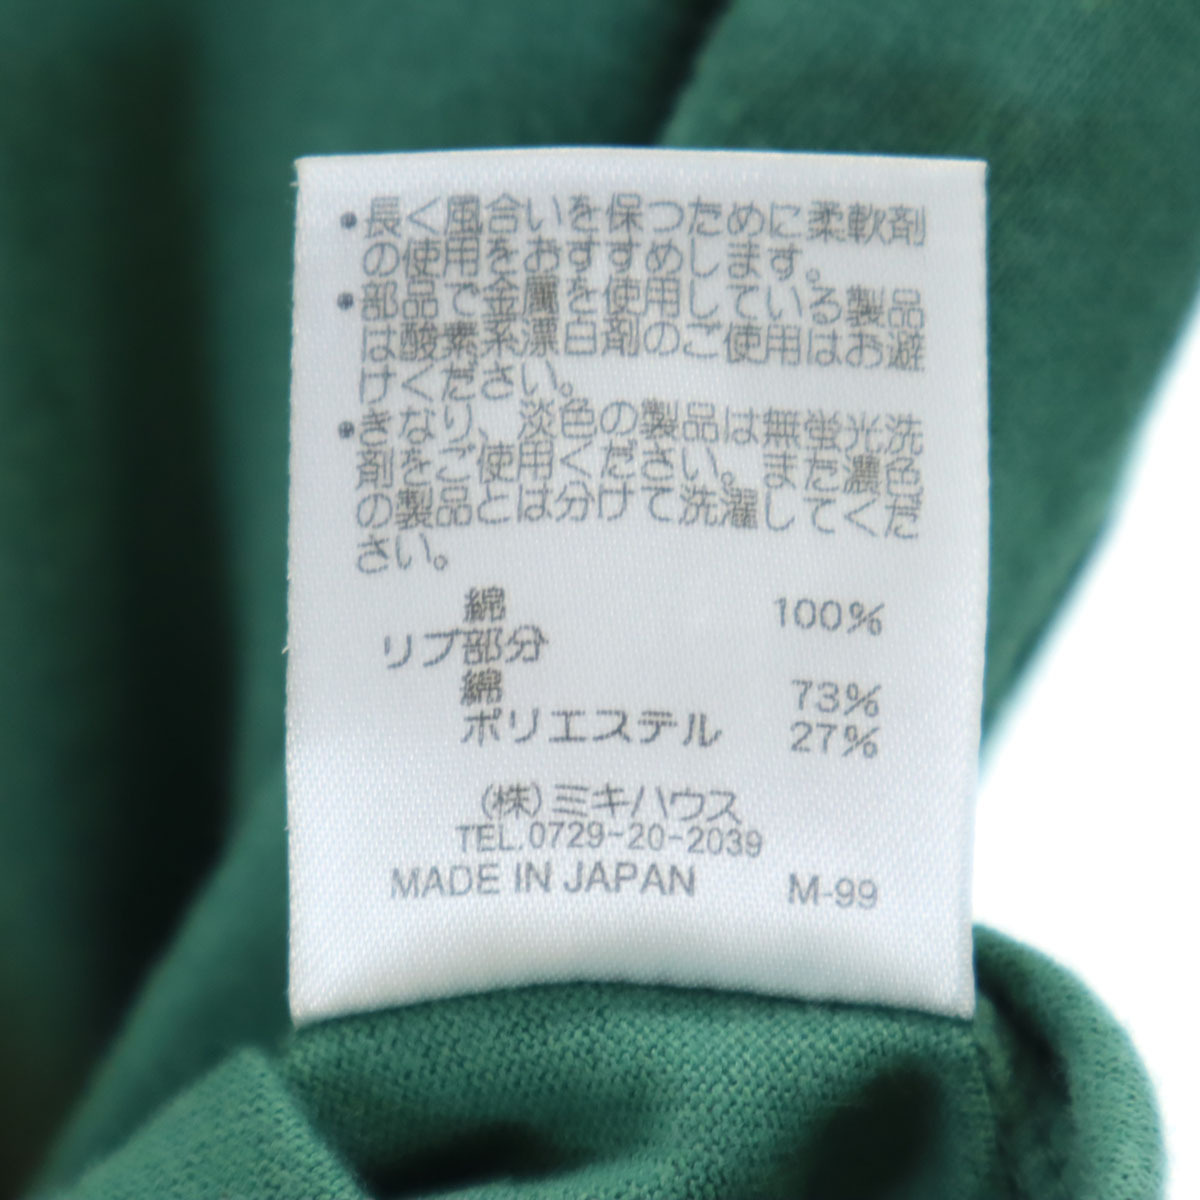 •長く風合いを保つために柔軟剤
の使用をおすすめします。
•部品で金属を使用している製品
は酸素系漂白剤のご使用はお避
けください。
•きなり、淡色の製品は無蛍光洗
剤をご使用ください。また濃色
の製品とは分けて洗濯してくだ
さい。
綿 100%
リブ部分
綿 73%
ポリエステル 27%
(株)ミキハウス
TEL.0729-20-2039
MADE IN JAPAN M-99